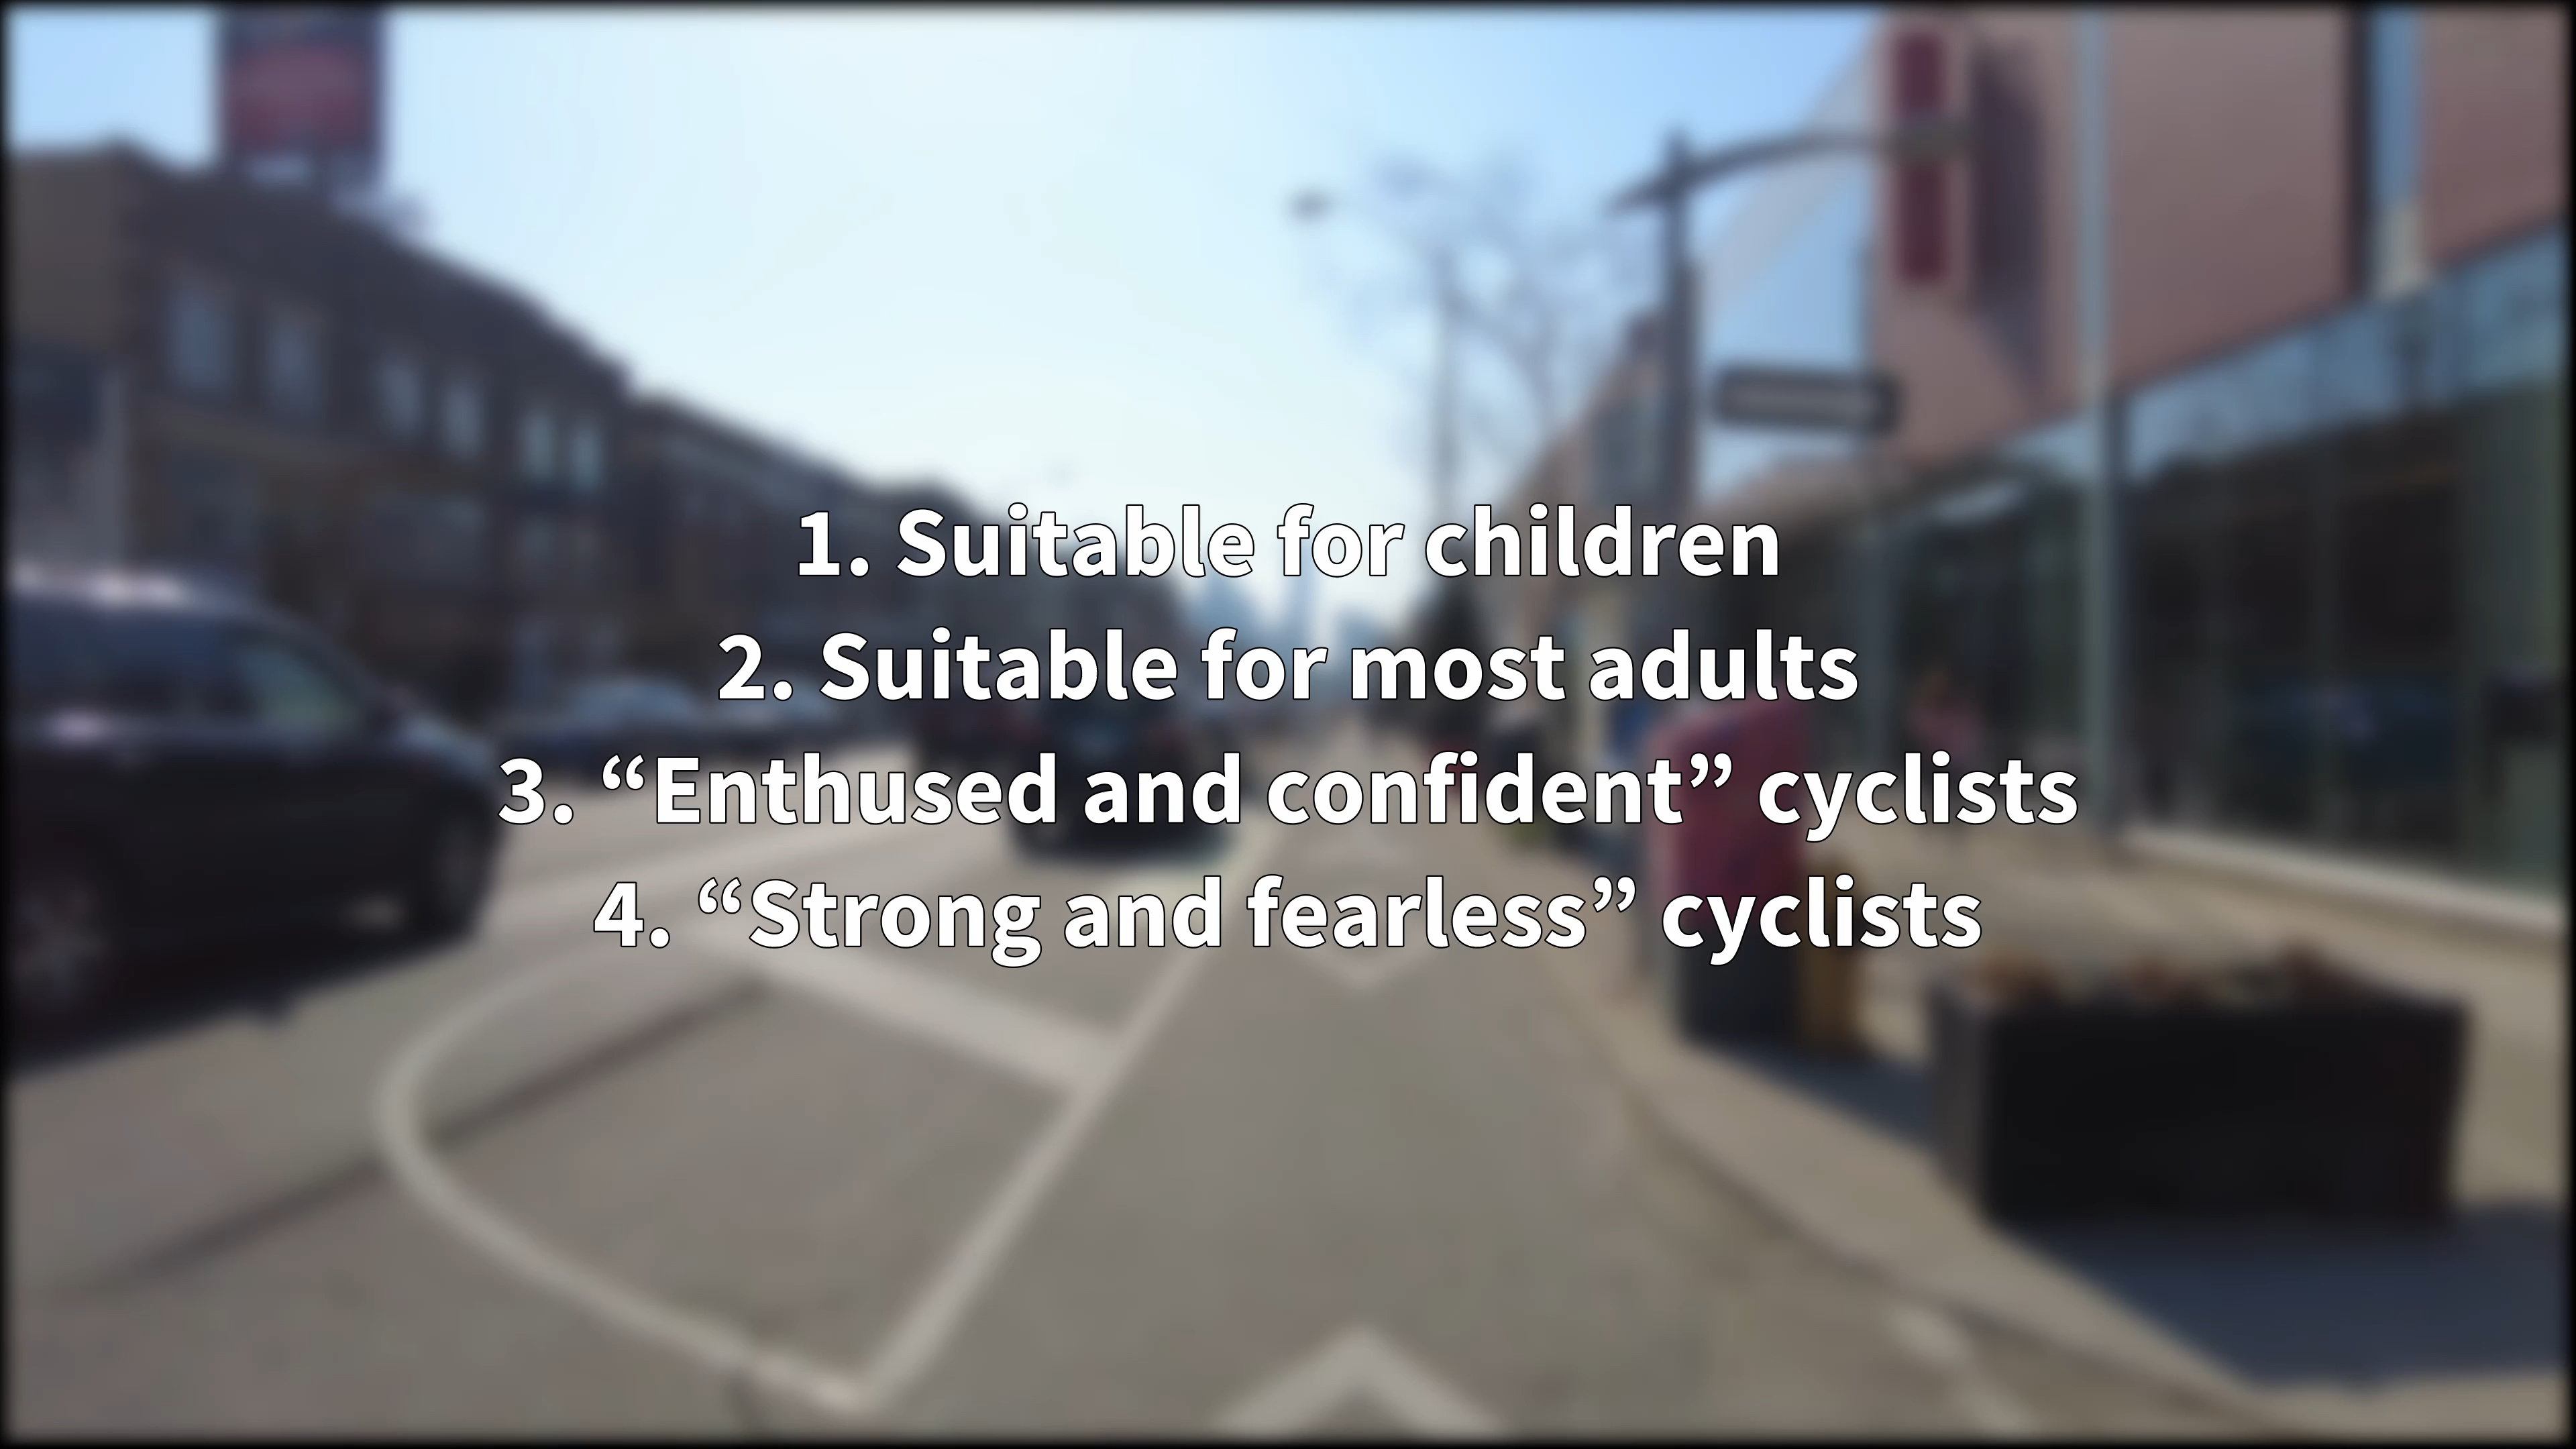 1. Suitable for children
2. Suitable for most adults
3. “Enthused and confident” cyclists
4. “Strong and fearless” cyclists